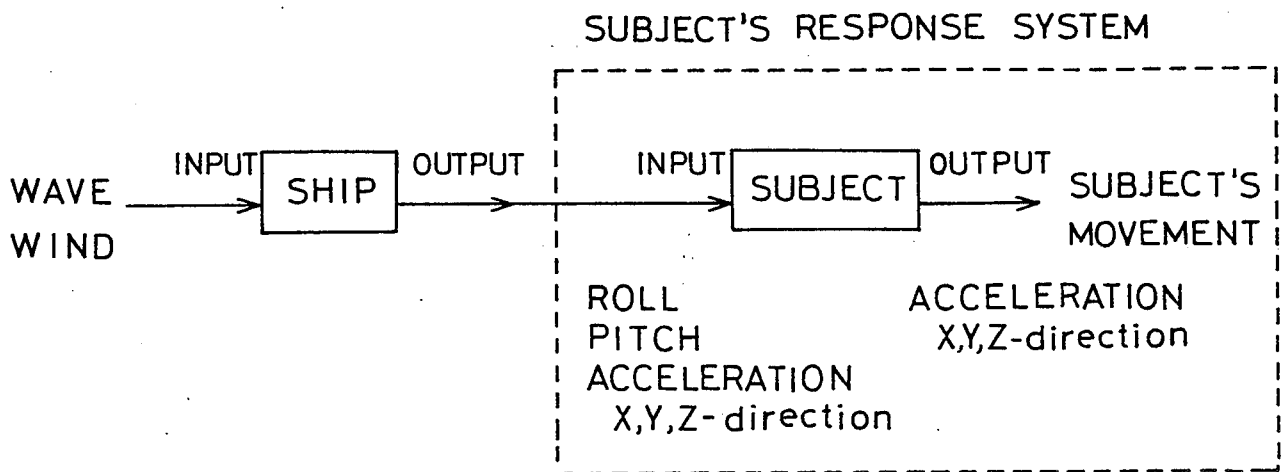 SUBJECT'S RESPONSE SYSTEM
INPUT
OUTPUT
INPUT
OUTPUT
WAVE
WIND
SHIP
SUBJECT
SUBJECT'S
MOVEMENT
ROLL
PITCH
ACCELERATION
X,Y,Z-direction
ACCELERATION
X,Y,Z-direction